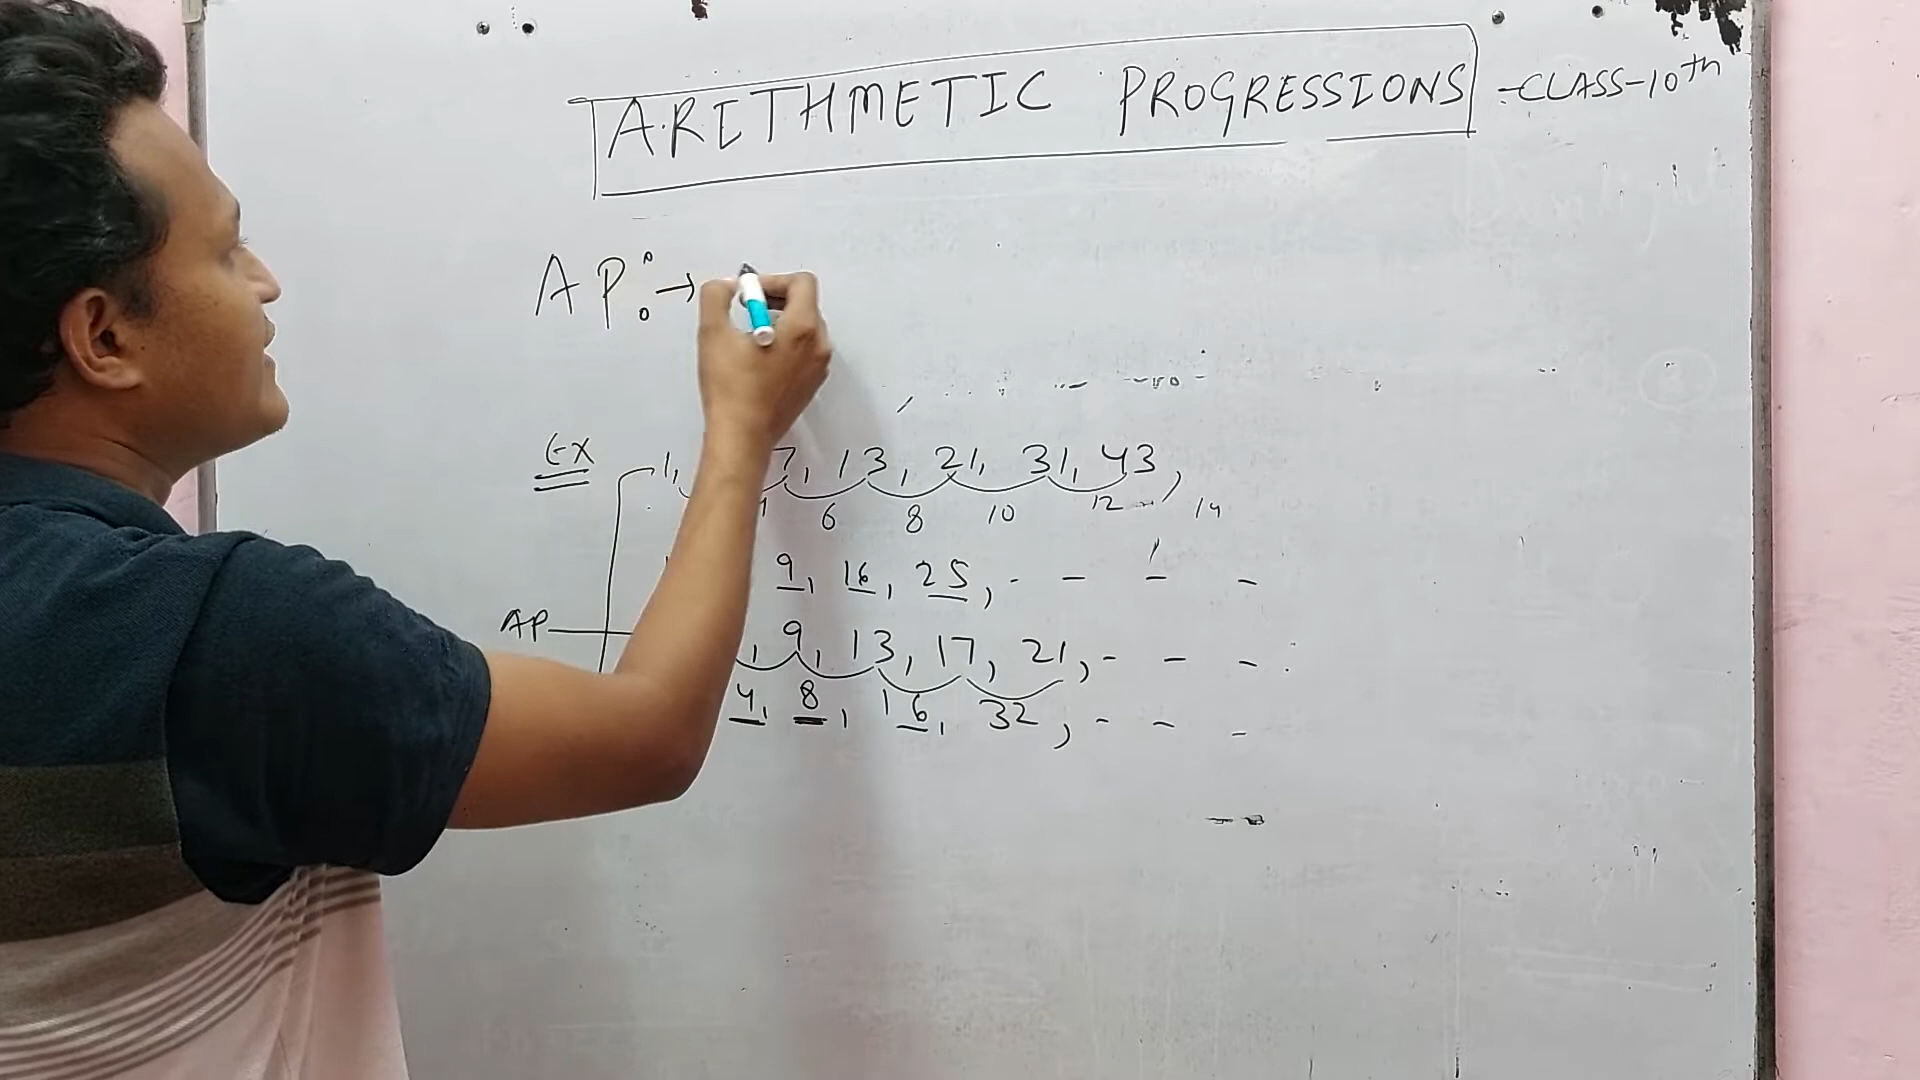 ARITHMETIC PROGRESSIONS - CLASS-10th
AP: →
EX 1, 7, 13, 21, 31, 43,
4 6 8 10 12 14
9, 16, 25, - - - -
AP , 9, 13, 17, 21, - - -
4, 8, 16, 32, - - -